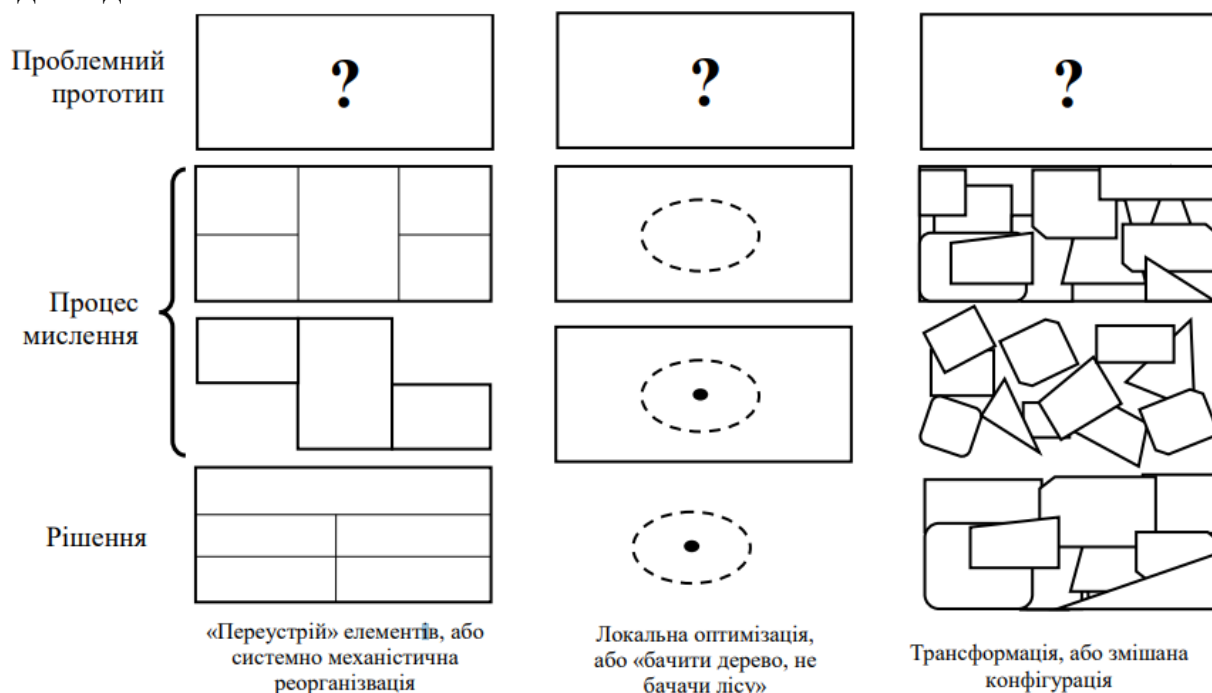 ?
?
?
Проблемний
прототип
Процес
мислення
Рішення
«Переустрій» елементів, або
системно механістична
реорганізвація
Локальна оптимізація,
або «бачити дерево, не
бачачи лісу»
Трансформація, або змішана
конфігурація